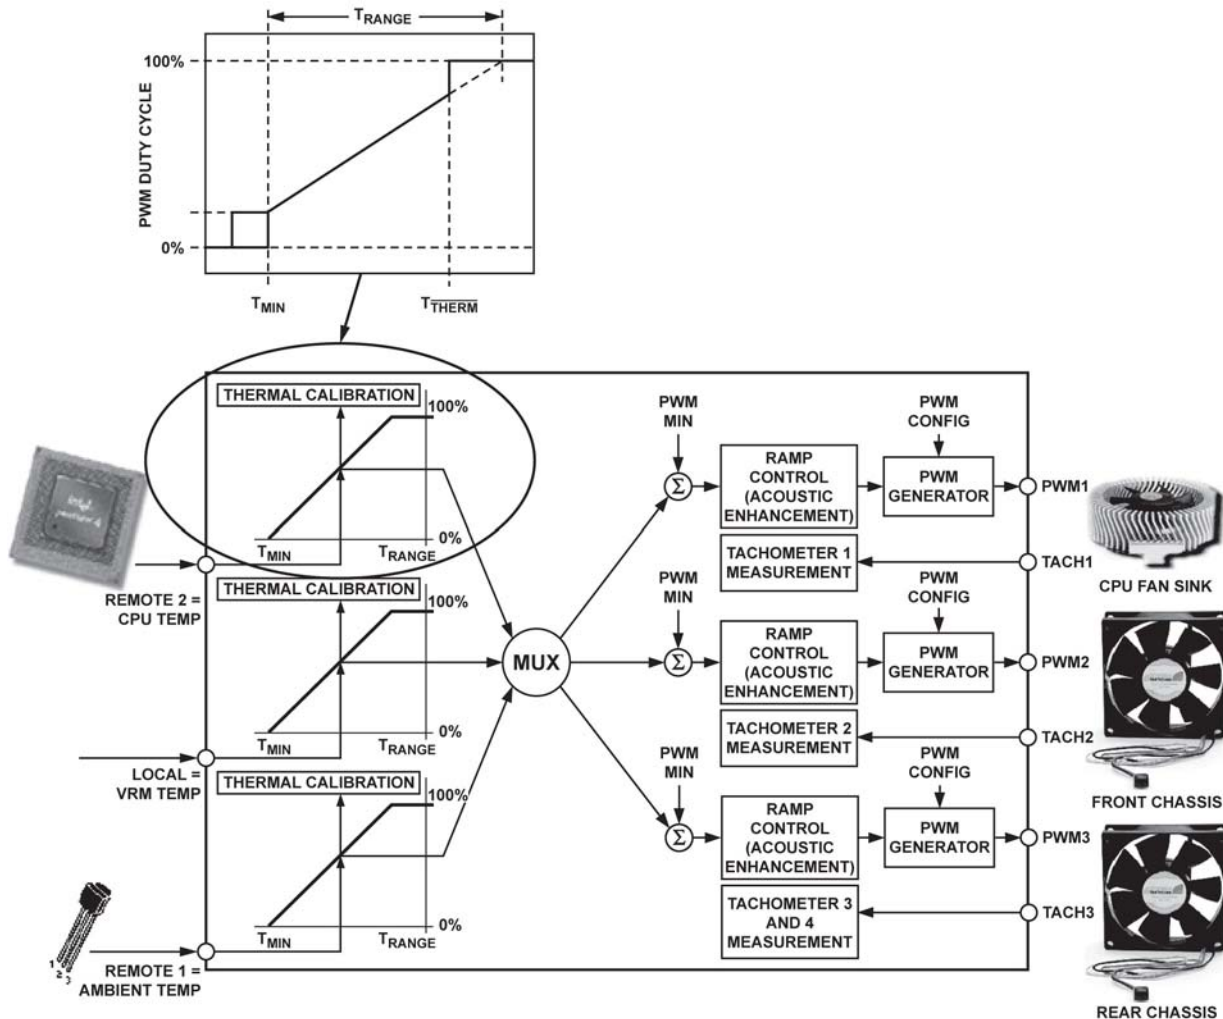 TRANGE
100%
PWM DUTY CYCLE
0%
TMIN
TTHERM
THERMAL CALIBRATION
100%
0%
TMIN
TRANGE
REMOTE 2 =
CPU TEMP
THERMAL CALIBRATION
100%
0%
TMIN
TRANGE
LOCAL =
VRM TEMP
THERMAL CALIBRATION
100%
0%
TMIN
TRANGE
REMOTE 1 =
AMBIENT TEMP
1
2
3
MUX
PWM
MIN
Σ
RAMP
CONTROL
(ACOUSTIC
ENHANCEMENT)
PWM
CONFIG
PWM
GENERATOR
PWM1
TACHOMETER 1
MEASUREMENT
TACH1
CPU FAN SINK
PWM
MIN
Σ
RAMP
CONTROL
(ACOUSTIC
ENHANCEMENT)
PWM
CONFIG
PWM
GENERATOR
PWM2
TACHOMETER 2
MEASUREMENT
TACH2
FRONT CHASSIS
PWM
MIN
Σ
RAMP
CONTROL
(ACOUSTIC
ENHANCEMENT)
PWM
CONFIG
PWM
GENERATOR
PWM3
TACHOMETER 3
AND 4
MEASUREMENT
TACH3
REAR CHASSIS
intel